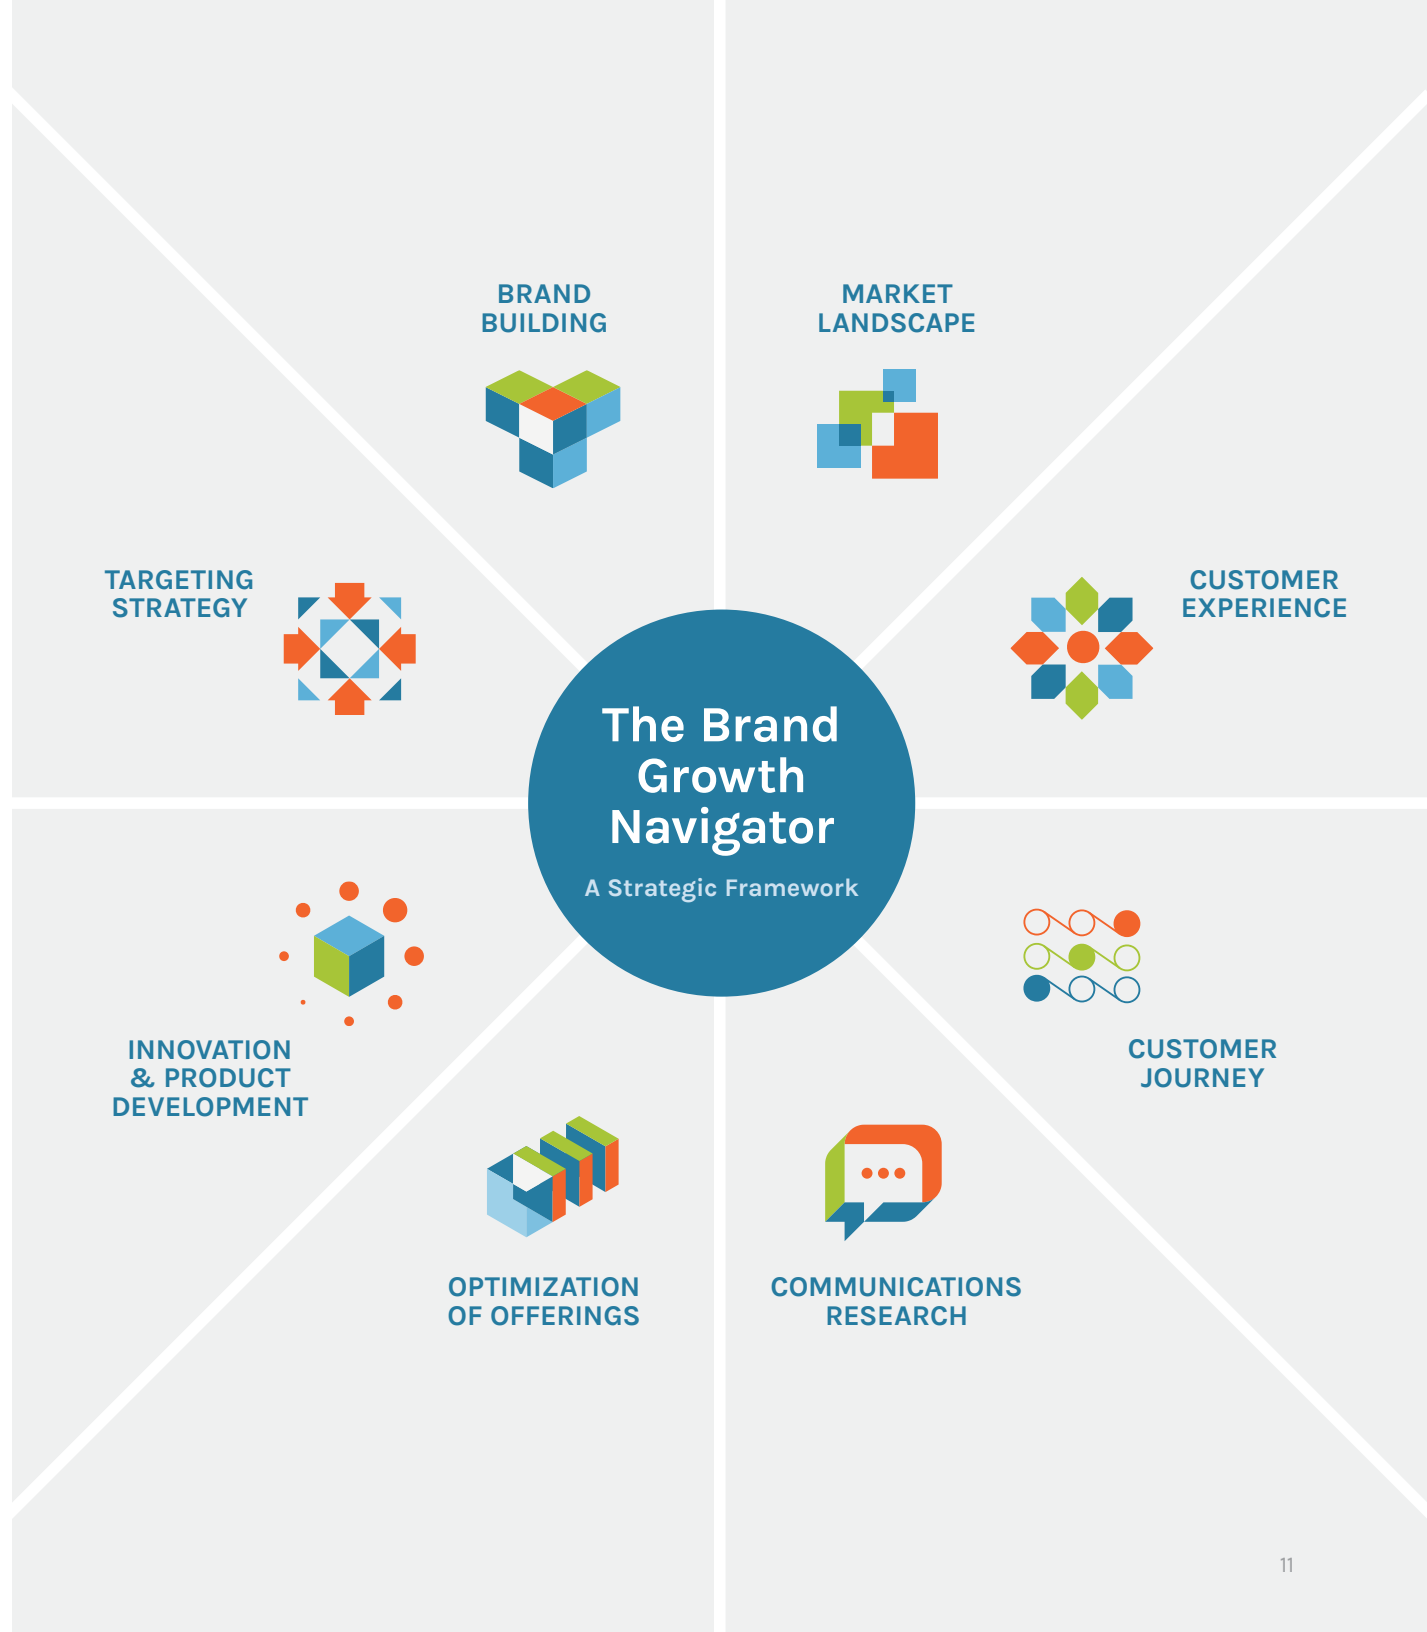 BRAND
BUILDING
MARKET
LANDSCAPE
TARGETING
STRATEGY
CUSTOMER
EXPERIENCE
The Brand
Growth
Navigator
A Strategic Framework
INNOVATION
& PRODUCT
DEVELOPMENT
CUSTOMER
JOURNEY
OPTIMIZATION
OF OFFERINGS
COMMUNICATIONS
RESEARCH
11